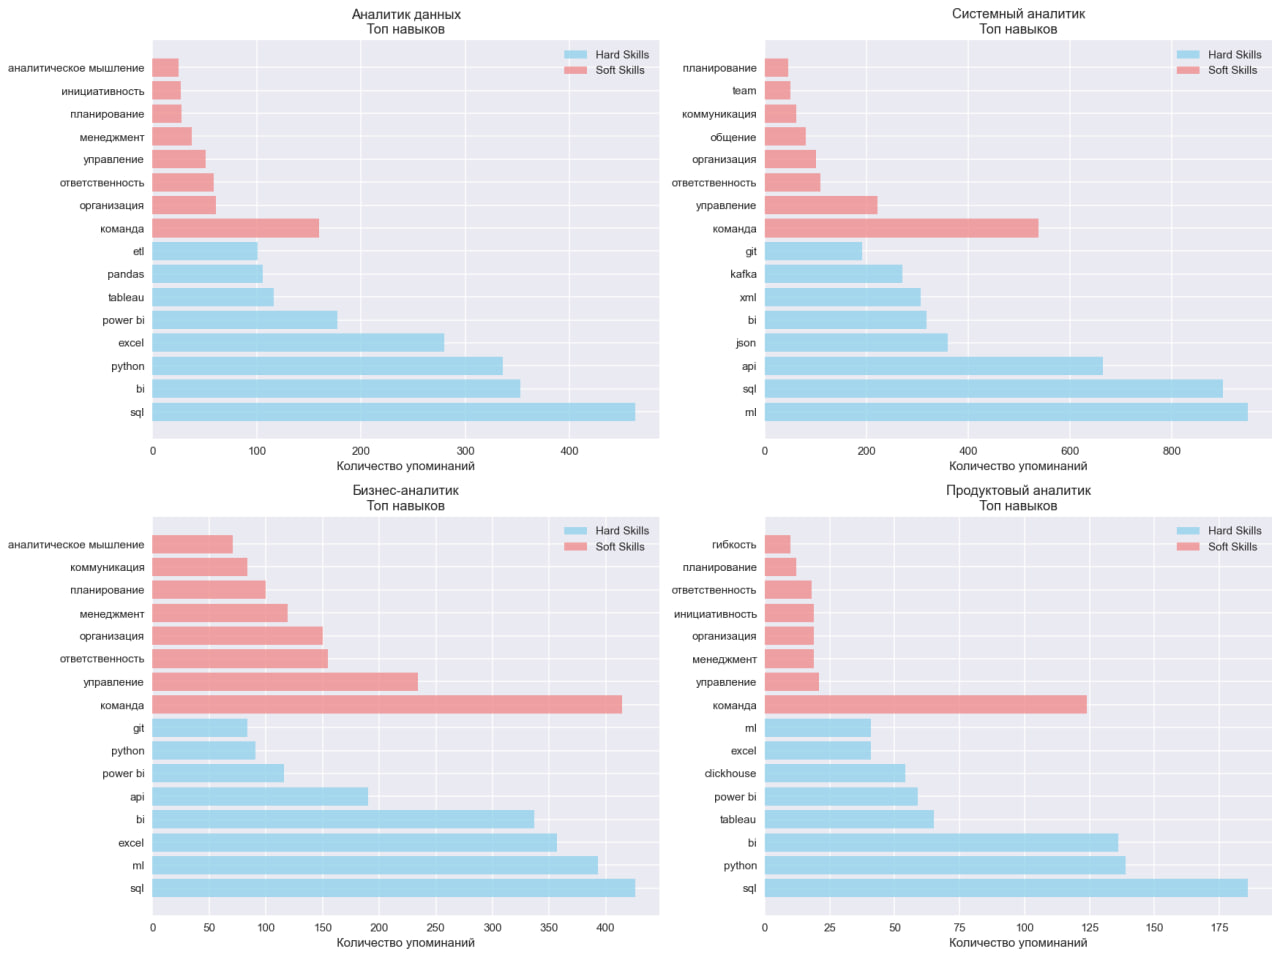 Аналитик данных
Топ навыков
Hard Skills
Soft Skills
аналитическое мышление
инициативность
планирование
менеджмент
управление
ответственность
организация
команда
etl
pandas
tableau
power bi
excel
python
bi
sql
0 100 200 300 400
Количество упоминаний
Системный аналитик
Топ навыков
Hard Skills
Soft Skills
планирование
team
коммуникация
общение
организация
ответственность
управление
команда
git
kafka
xml
bi
json
api
sql
ml
0 200 400 600 800
Количество упоминаний
Бизнес-аналитик
Топ навыков
Hard Skills
Soft Skills
аналитическое мышление
коммуникация
планирование
менеджмент
организация
ответственность
управление
команда
git
python
power bi
api
bi
excel
ml
sql
0 50 100 150 200 250 300 350 400
Количество упоминаний
Продуктовый аналитик
Топ навыков
Hard Skills
Soft Skills
гибкость
планирование
ответственность
инициативность
организация
менеджмент
управление
команда
ml
excel
clickhouse
power bi
tableau
bi
python
sql
0 25 50 75 100 125 150 175
Количество упоминаний